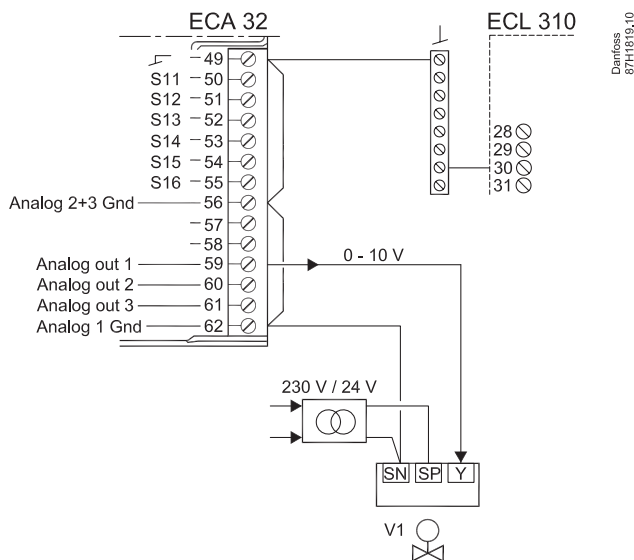 ECA 32
ECL 310
Danfoss
87H1819.10
49
S11 50
S12 51
S13 52
S14 53
S15 54
S16 55
Analog 2+3 Gnd 56
57
58
Analog out 1 59
Analog out 2 60
Analog out 3 61
Analog 1 Gnd 62
28
29
30
31
0 - 10 V
230 V / 24 V
SN SP Y
V1